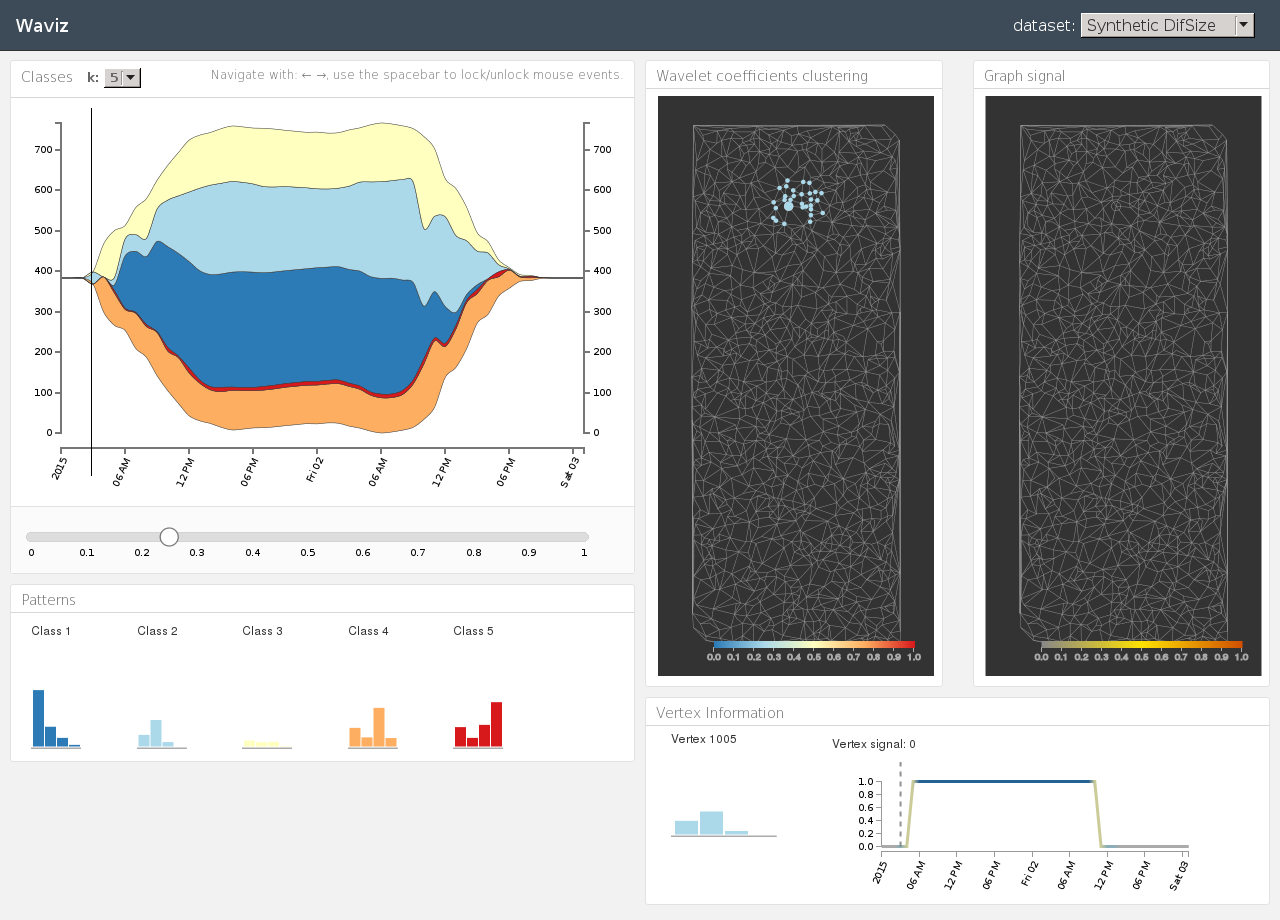 Waviz
dataset: Synthetic DifSize
Classes k: 5 Navigate with: ← →, use the spacebar to lock/unlock mouse events.
700 700
600 600
500 500
400 400
300 300
200 200
100 100
0 0
2015 06 AM 12 PM 06 PM Fri 02 06 AM 12 PM 06 PM Sat 03
0 0.1 0.2 0.3 0.4 0.5 0.6 0.7 0.8 0.9 1
Patterns
Class 1 Class 2 Class 3 Class 4 Class 5
Wavelet coefficients clustering
0.0 0.1 0.2 0.3 0.4 0.5 0.6 0.7 0.8 0.9 1.0
Graph signal
0.0 0.1 0.2 0.3 0.4 0.5 0.6 0.7 0.8 0.9 1.0
Vertex Information
Vertex 1005
Vertex signal: 0
1.0
0.8
0.6
0.4
0.2
0.0
2015 06 AM 12 PM 06 PM Fri 02 06 AM 12 PM 06 PM Sat 03